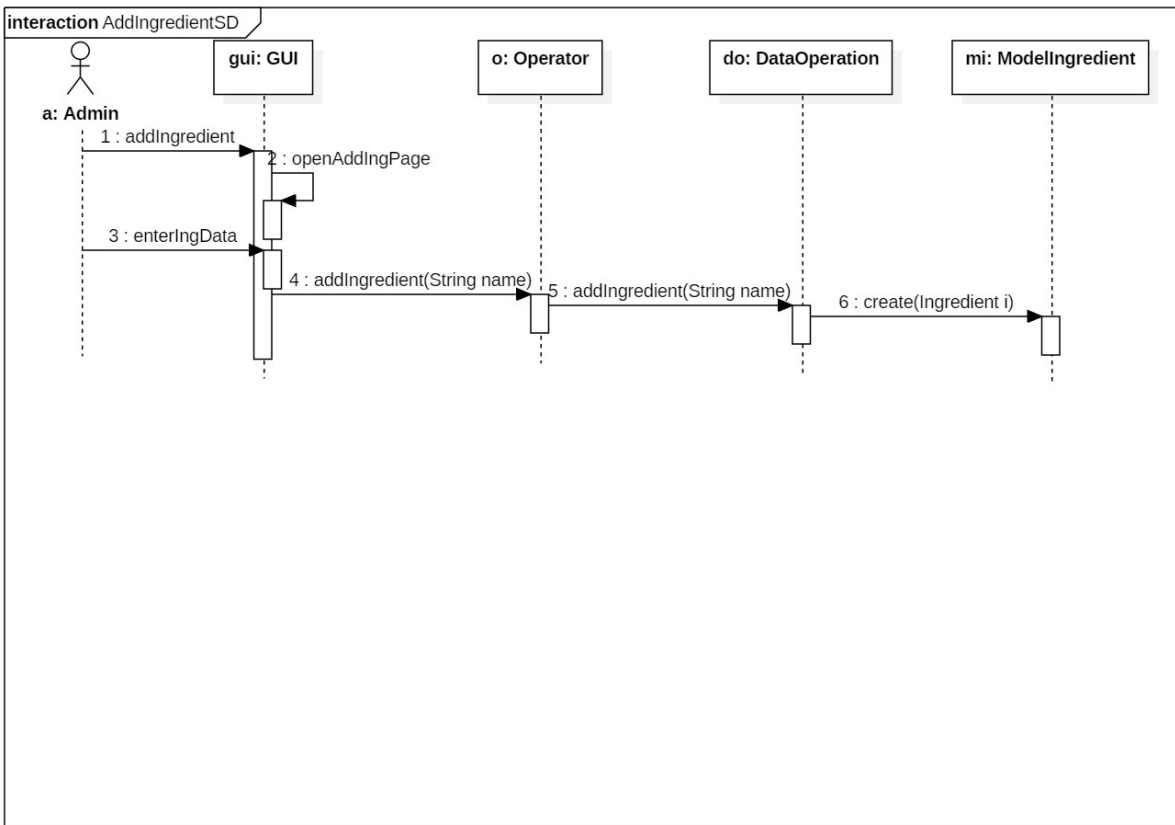 interaction AddIngredientSD
gui: GUI
o: Operator
do: DataOperation
mi: ModelIngredient
a: Admin
1 : addIngredient
2 : openAddIngPage
3 : enterIngData
4 : addIngredient(String name)
5 : addIngredient(String name)
6 : create(Ingredient i)